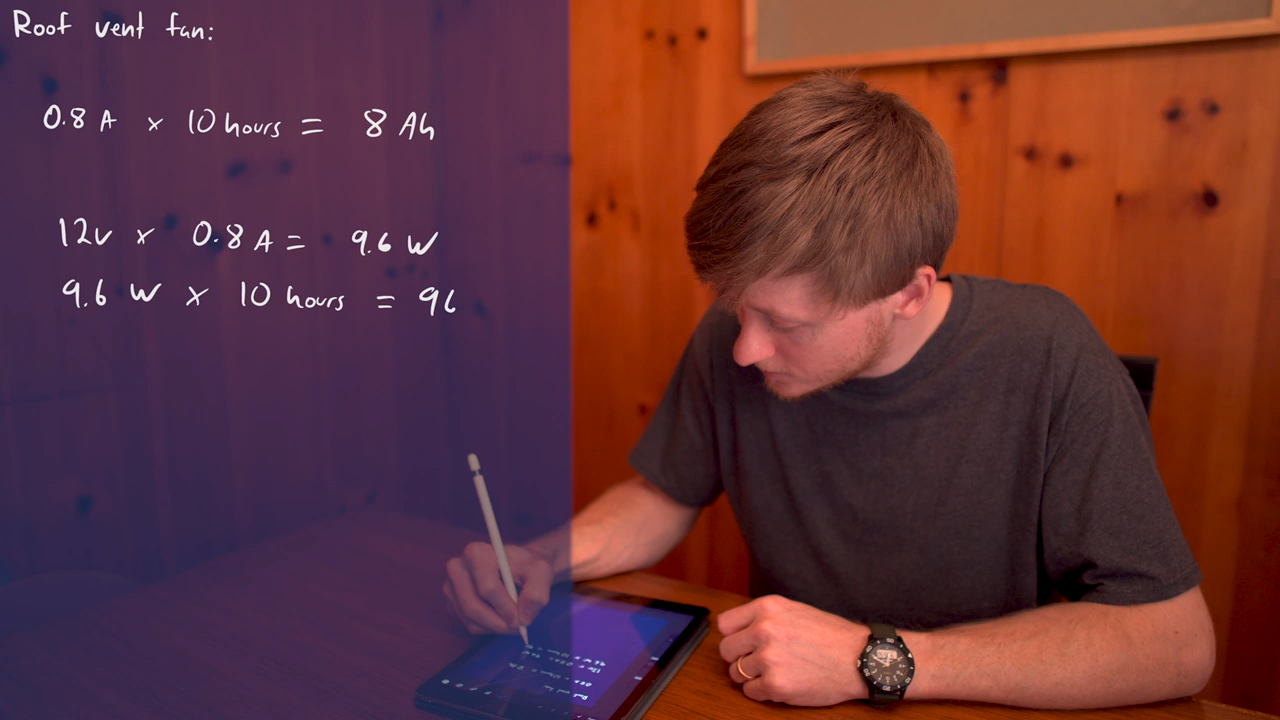 Roof vent fan:
0.8 A x 10 hours = 8 Ah
12v x 0.8 A = 9.6 W
9.6 W x 10 hours = 96